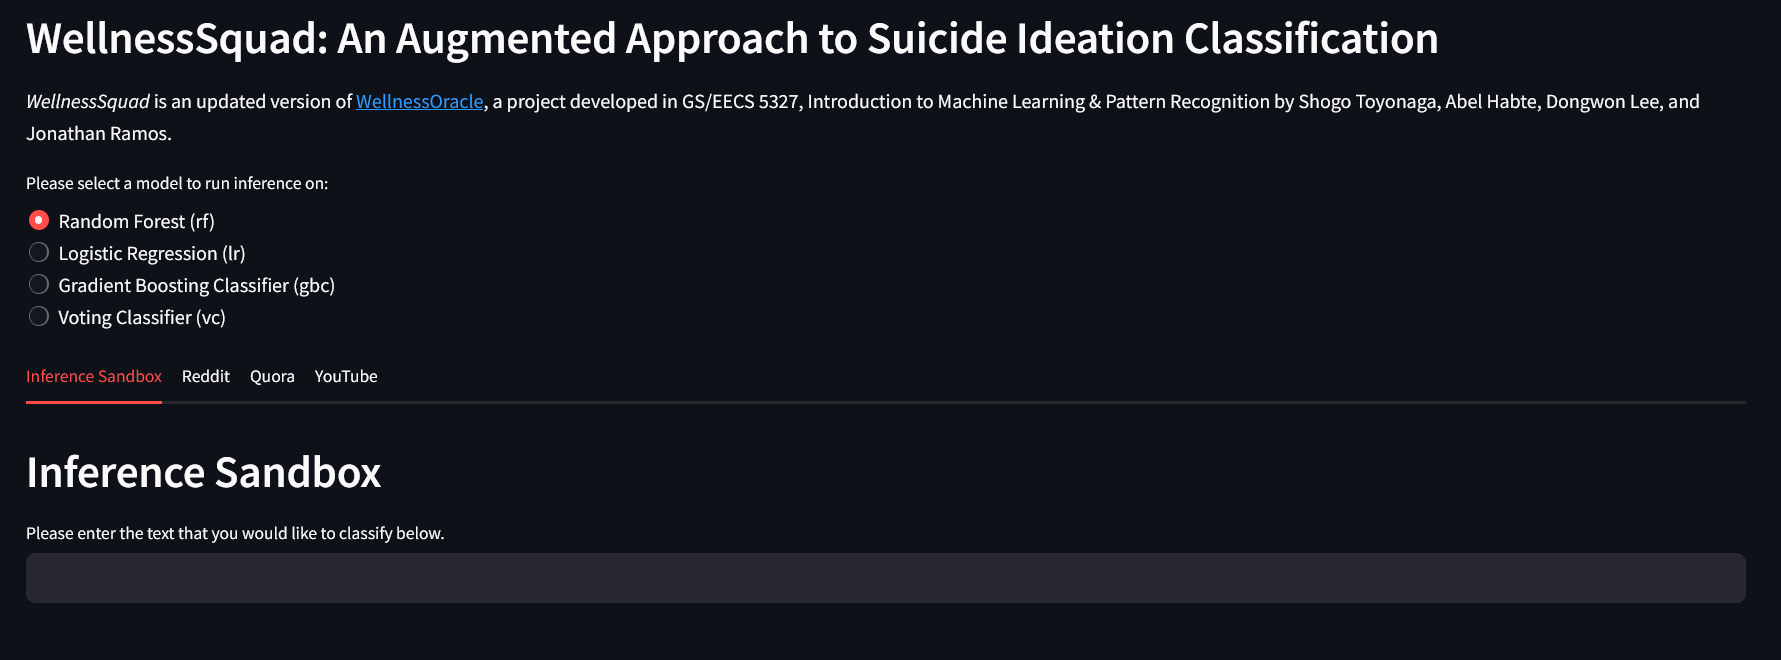 WellnessSquad: An Augmented Approach to Suicide Ideation Classification
WellnessSquad is an updated version of WellnessOracle, a project developed in GS/EECS 5327, Introduction to Machine Learning & Pattern Recognition by Shogo Toyonaga, Abel Habte, Dongwon Lee, and
Jonathan Ramos.
Please select a model to run inference on:
Random Forest (rf)
Logistic Regression (lr)
Gradient Boosting Classifier (gbc)
Voting Classifier (vc)
Inference Sandbox Reddit Quora YouTube
Inference Sandbox
Please enter the text that you would like to classify below.